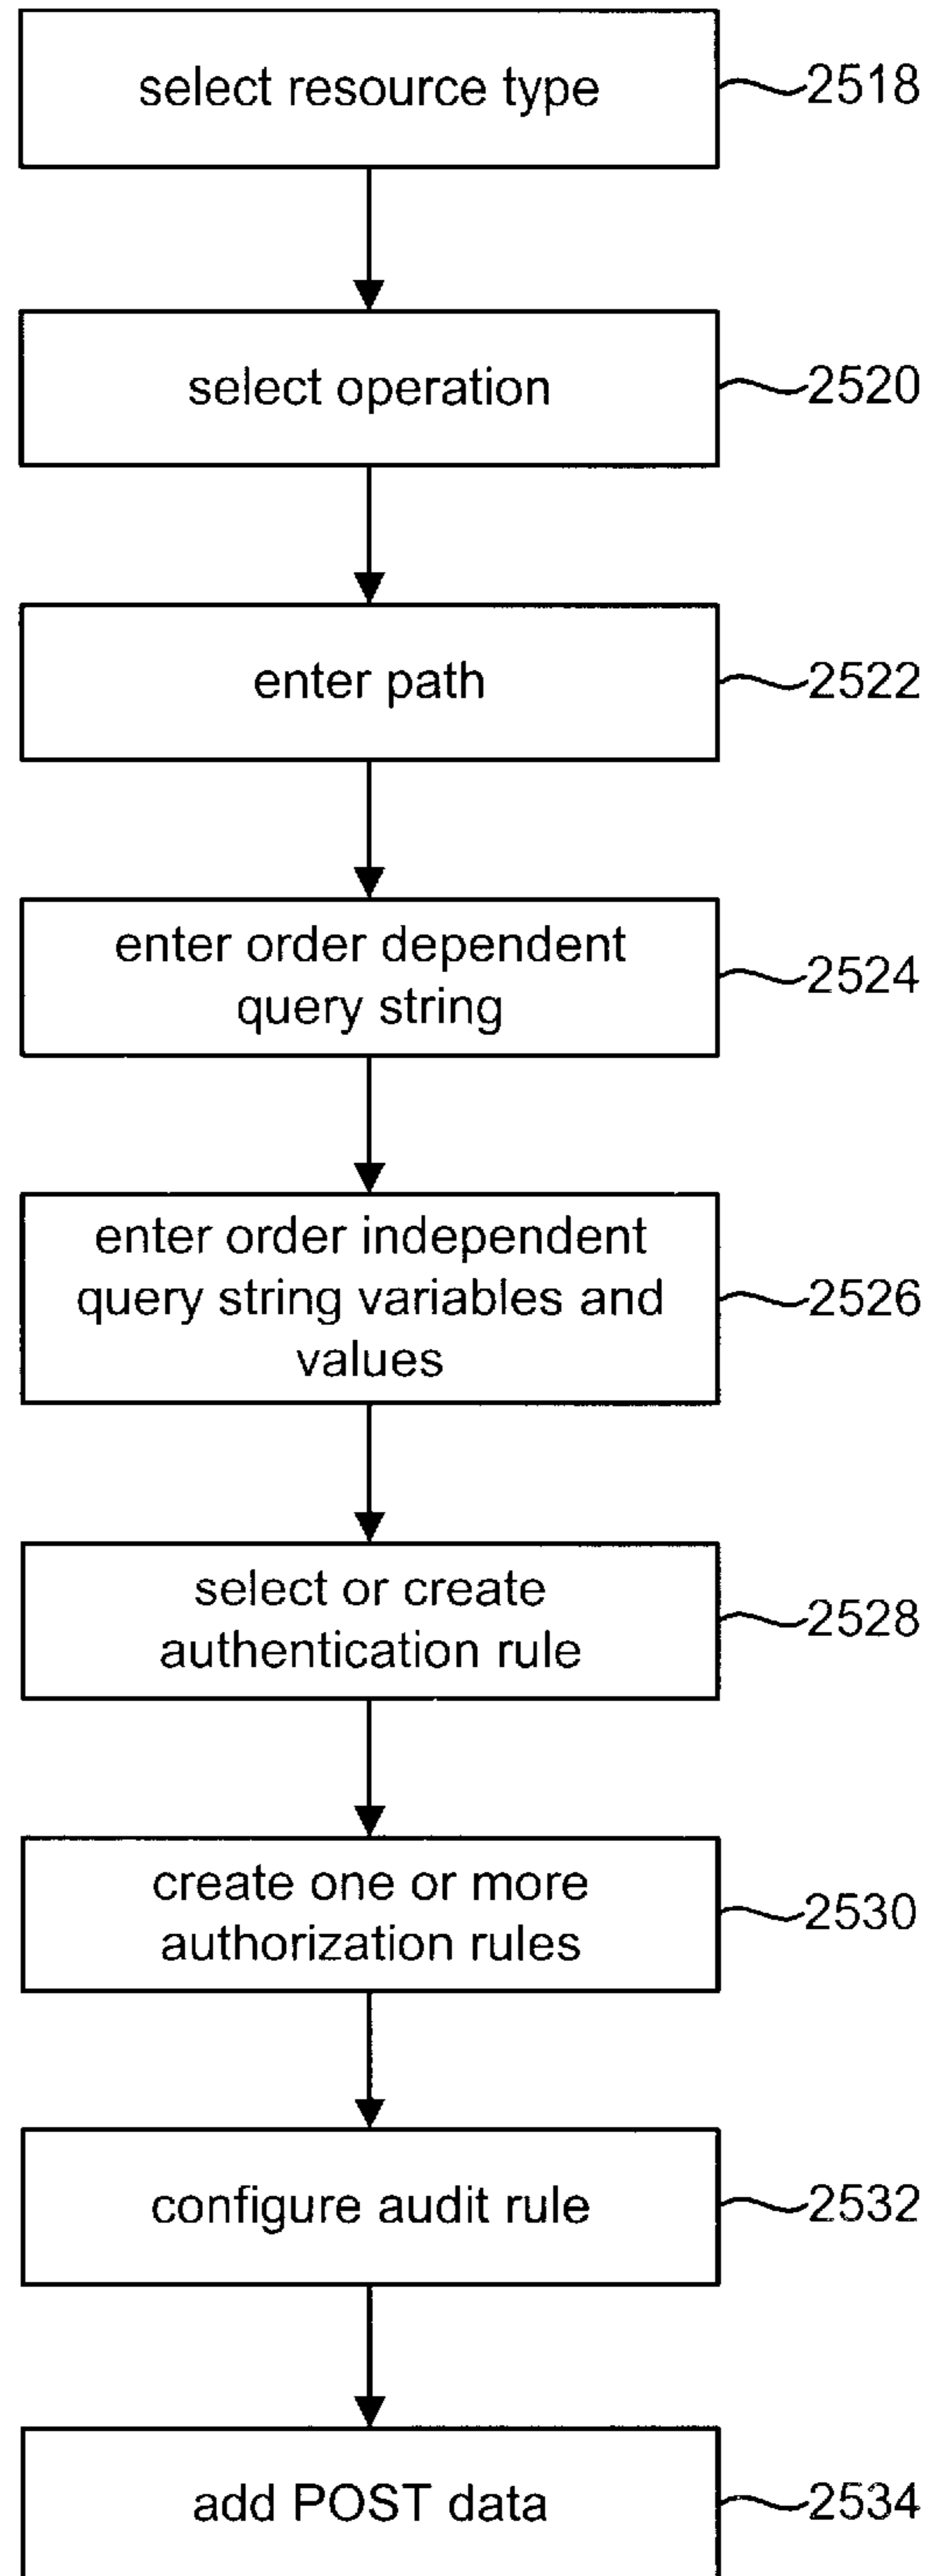 select resource type
2518
select operation
2520
enter path
2522
enter order dependent
query string
2524
enter order independent
query string variables and
values
2526
select or create
authentication rule
2528
create one or more
authorization rules
2530
configure audit rule
2532
add POST data
2534